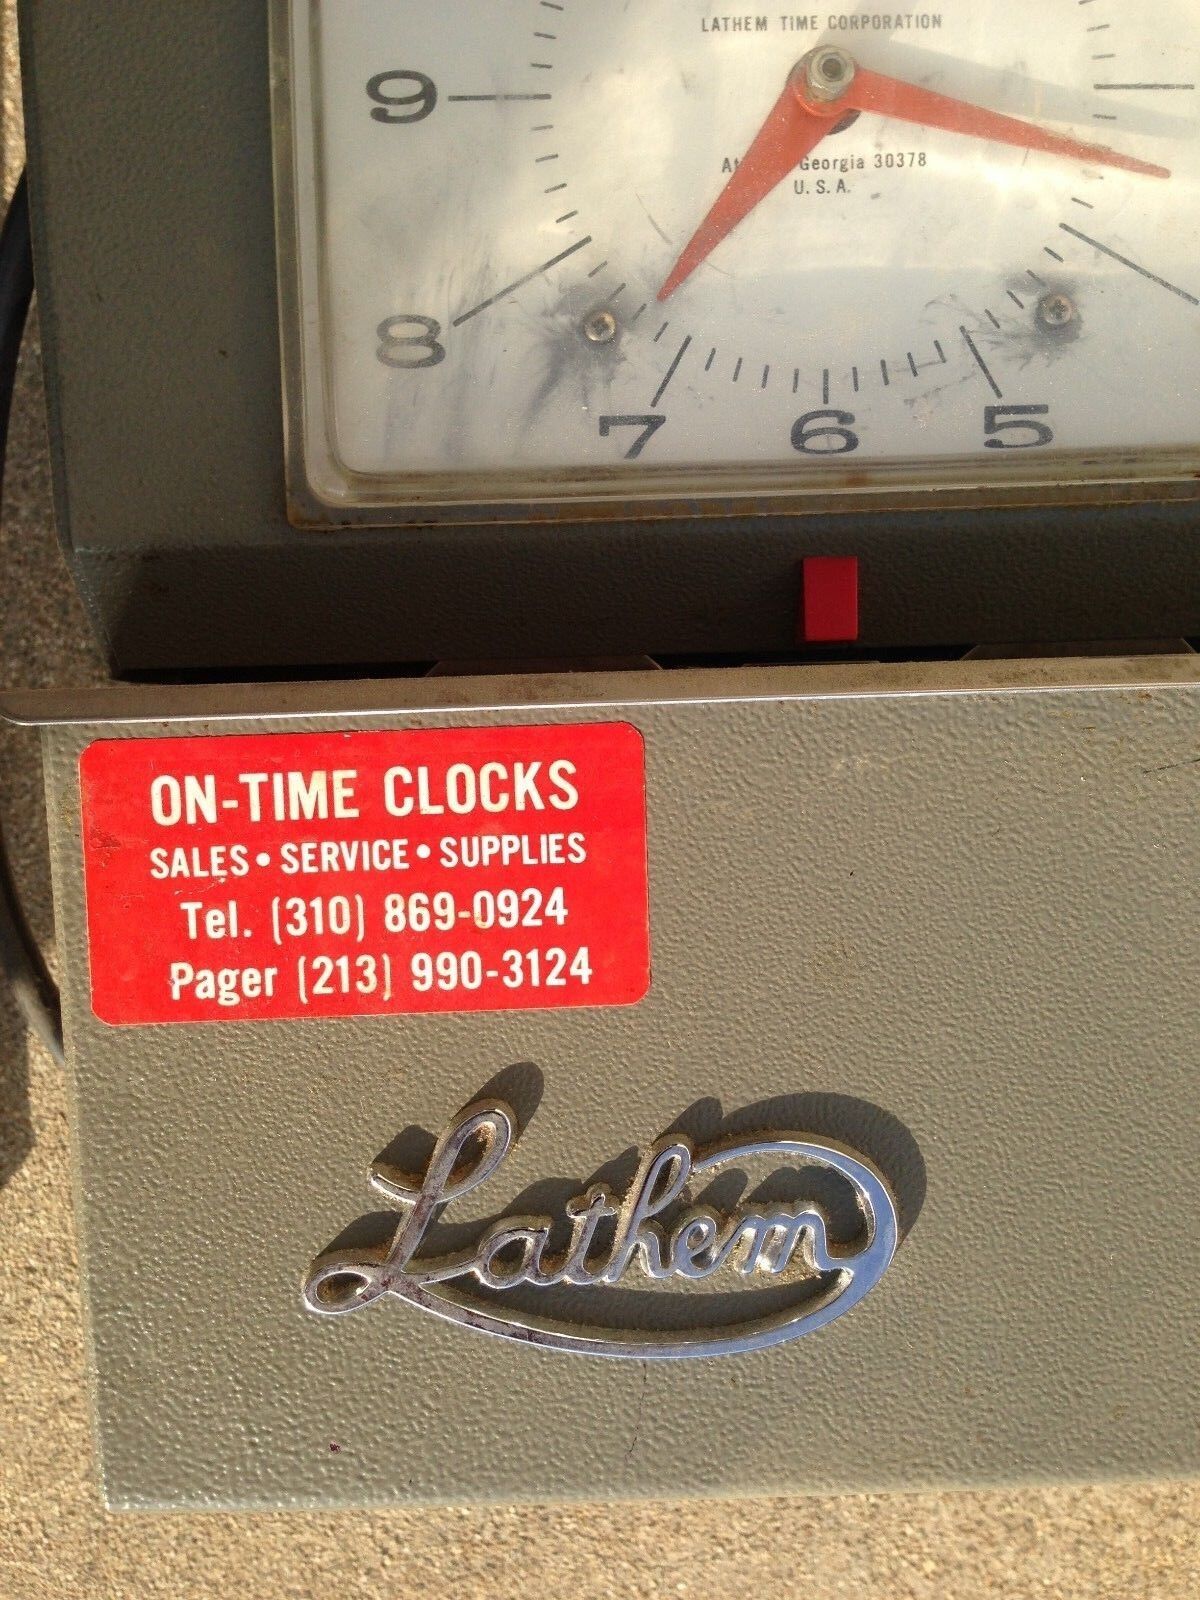 LATHEM TIME CORPORATION
9
Georgia 30378
U.S.A.
8
7 6 5
ON-TIME CLOCKS
SALES • SERVICE • SUPPLIES
Tel. (310) 869-0924
Pager (213) 990-3124
Lathem